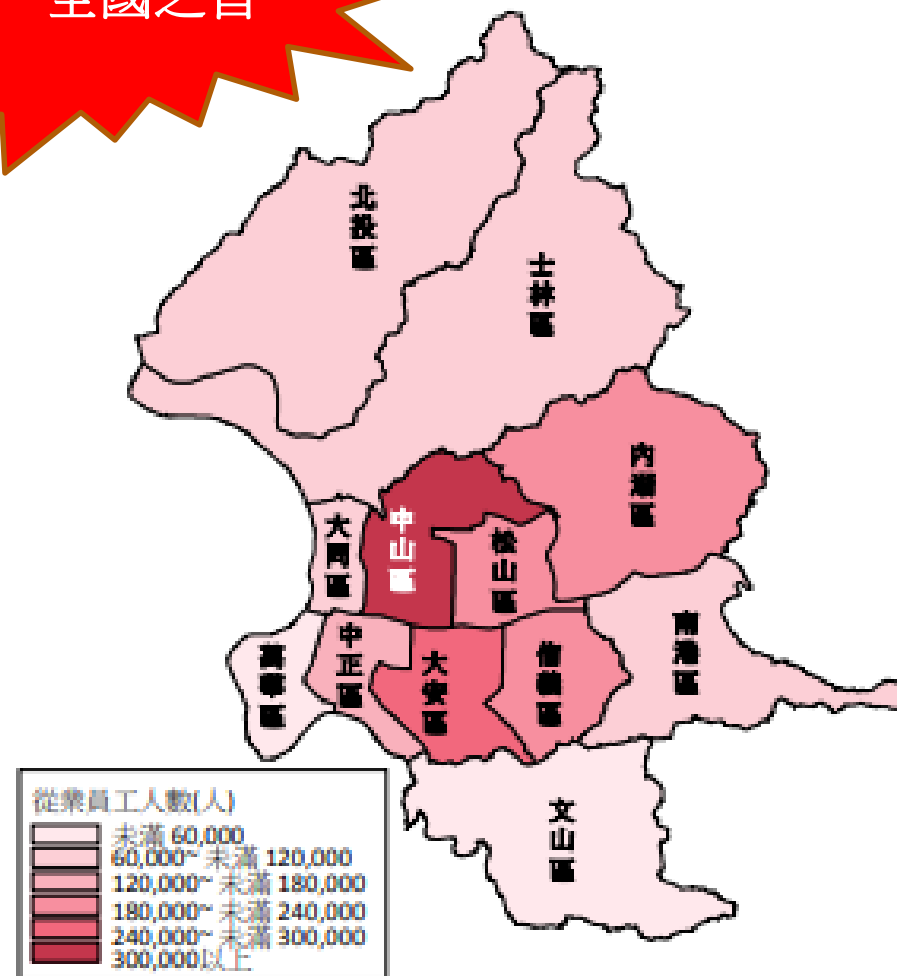 全國之首
北投區
士林區
內湖區
大同區
中山區
松山區
南港區
中正區
大安區
信義區
萬華區
文山區
從業員工人數(人)
未滿 60,000
60,000~ 未滿 120,000
120,000~ 未滿 180,000
180,000~ 未滿 240,000
240,000~ 未滿 300,000
300,000以上